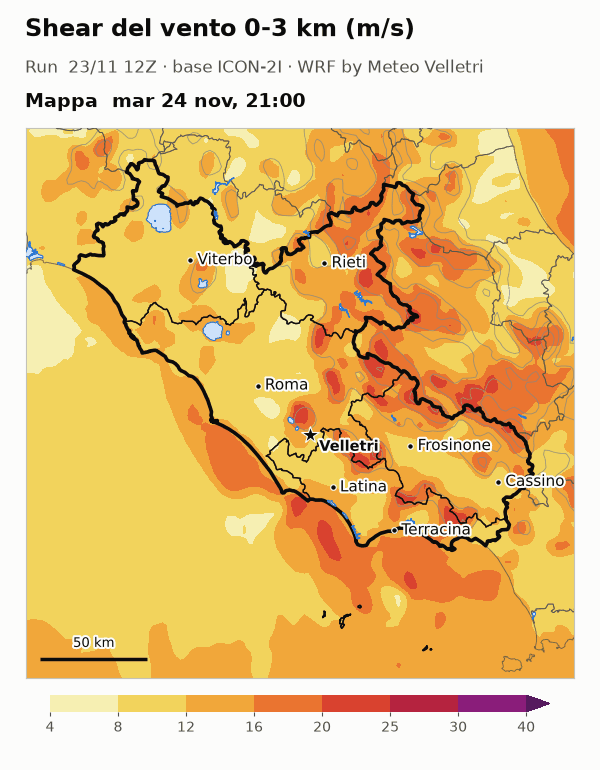 Shear del vento 0-3 km (m/s)
Run  23/11 12Z · base ICON-2I · WRF by Meteo Velletri
Mappa  mar 24 nov, 21:00
Viterbo
Rieti
Roma
Velletri
Frosinone
Cassino
Latina
Terracina
50 km
4 8 12 16 20 25 30 40